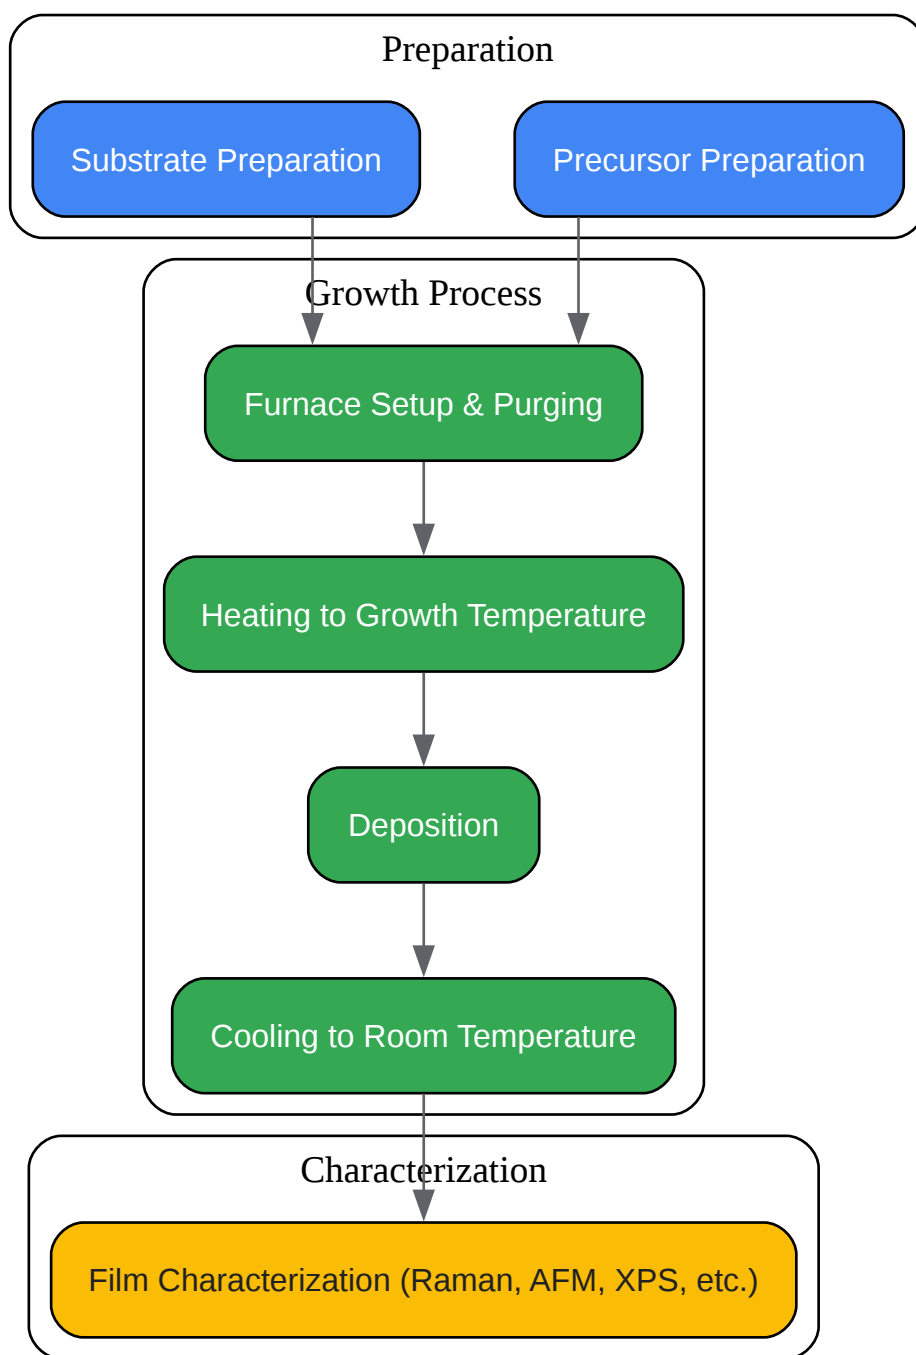 Preparation
Substrate Preparation
Precursor Preparation
Growth Process
Furnace Setup & Purging
Heating to Growth Temperature
Deposition
Cooling to Room Temperature
Characterization
Film Characterization (Raman, AFM, XPS, etc.)